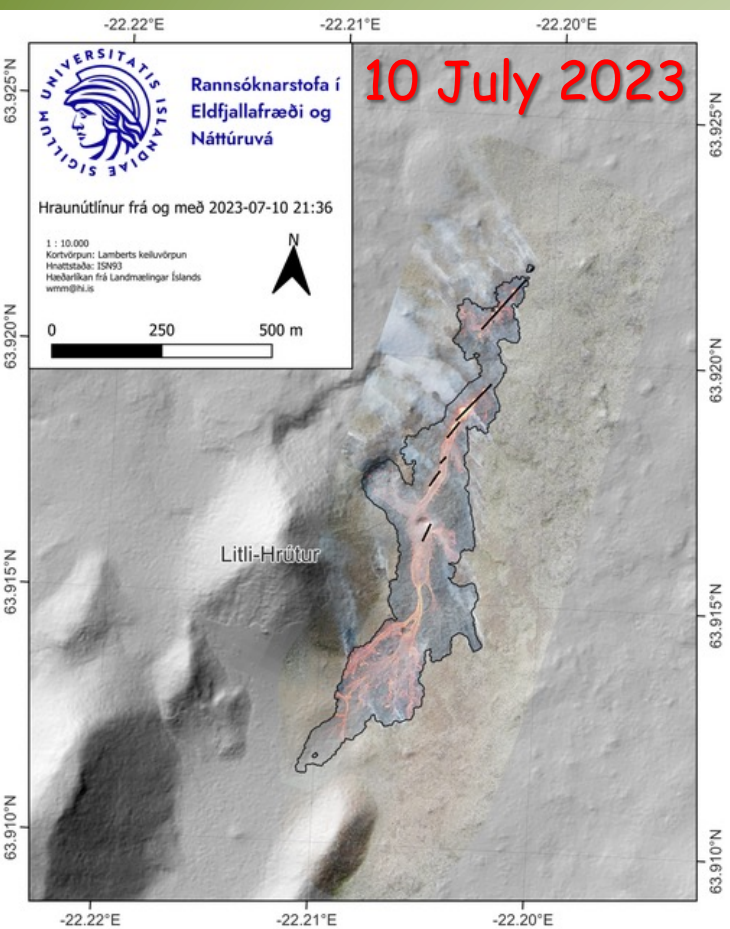 -22.22°E -22.21°E -22.20°E
10 July 2023
SIGILLUM UNIVERSITATIS ISLANDIAE
Rannsóknarstofa í
Eldfjallafræði og
Náttúruvá
Hraunútlínur frá og með 2023-07-10 21:36
1 : 10.000
Kortvörpun: Lamberts keiluvörpun
Hnattstaða: ISN93
Hæðarlíkan frá Landmælingar Íslands
wmm@hi.is
N
0 250 500 m
63.925°N
63.925°N
63.920°N
63.920°N
Litli-Hrútur
63.915°N
63.915°N
63.910°N
63.910°N
-22.22°E -22.21°E -22.20°E